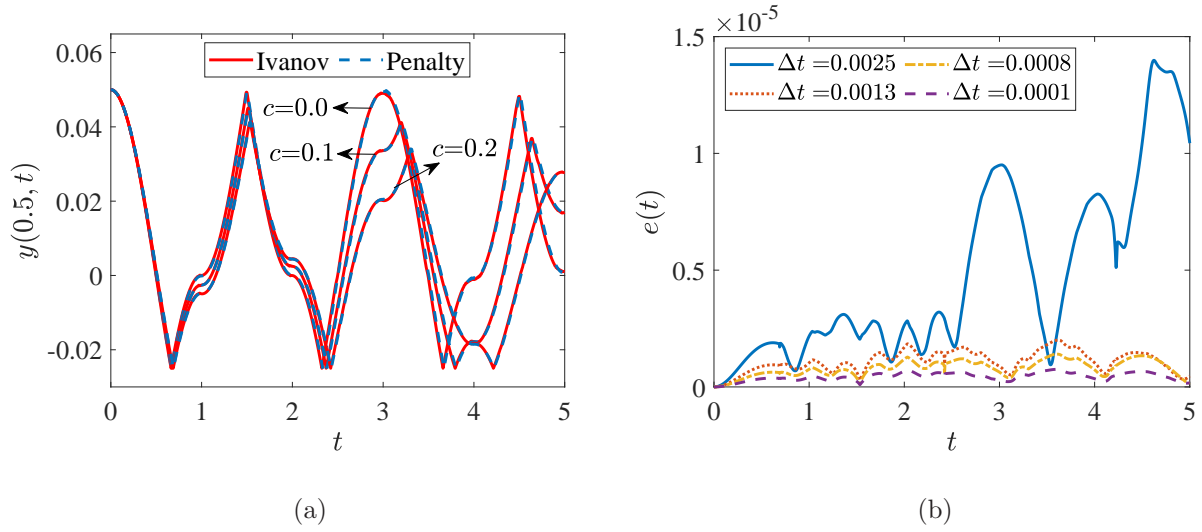 0.06
0.04
0.02
0
-0.02
y(0.5, t)
Ivanov
Penalty
c=0.0
c=0.1
c=0.2
0 1 2 3 4 5
t
(a)
×10⁻⁵
1.5
1
0.5
0
e(t)
Δt =0.0025
Δt =0.0008
Δt =0.0013
Δt =0.0001
0 1 2 3 4 5
t
(b)